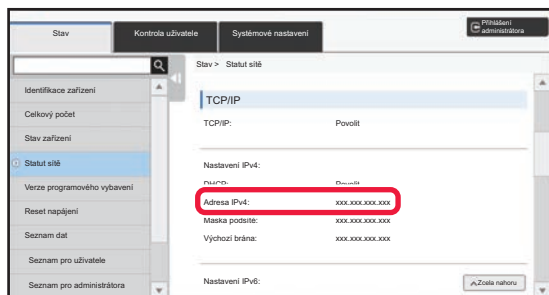 Stav
Kontrola uživatele
Systémové nastavení
Přihlášení
administrátora
Stav > Statut sítě
Identifikace zařízení
Celkový počet
Stav zařízení
Statut sítě
Verze programového vybavení
Reset napájení
Seznam dat
Seznam pro uživatele
Seznam pro administrátora
TCP/IP
TCP/IP: Povolit
Nastavení IPv4:
DHCP: Povolit
Adresa IPv4: xxx.xxx.xxx.xxx
Maska podsítě: xxx.xxx.xxx.xxx
Výchozí brána: xxx.xxx.xxx.xxx
Nastavení IPv6:
Zcela nahoru